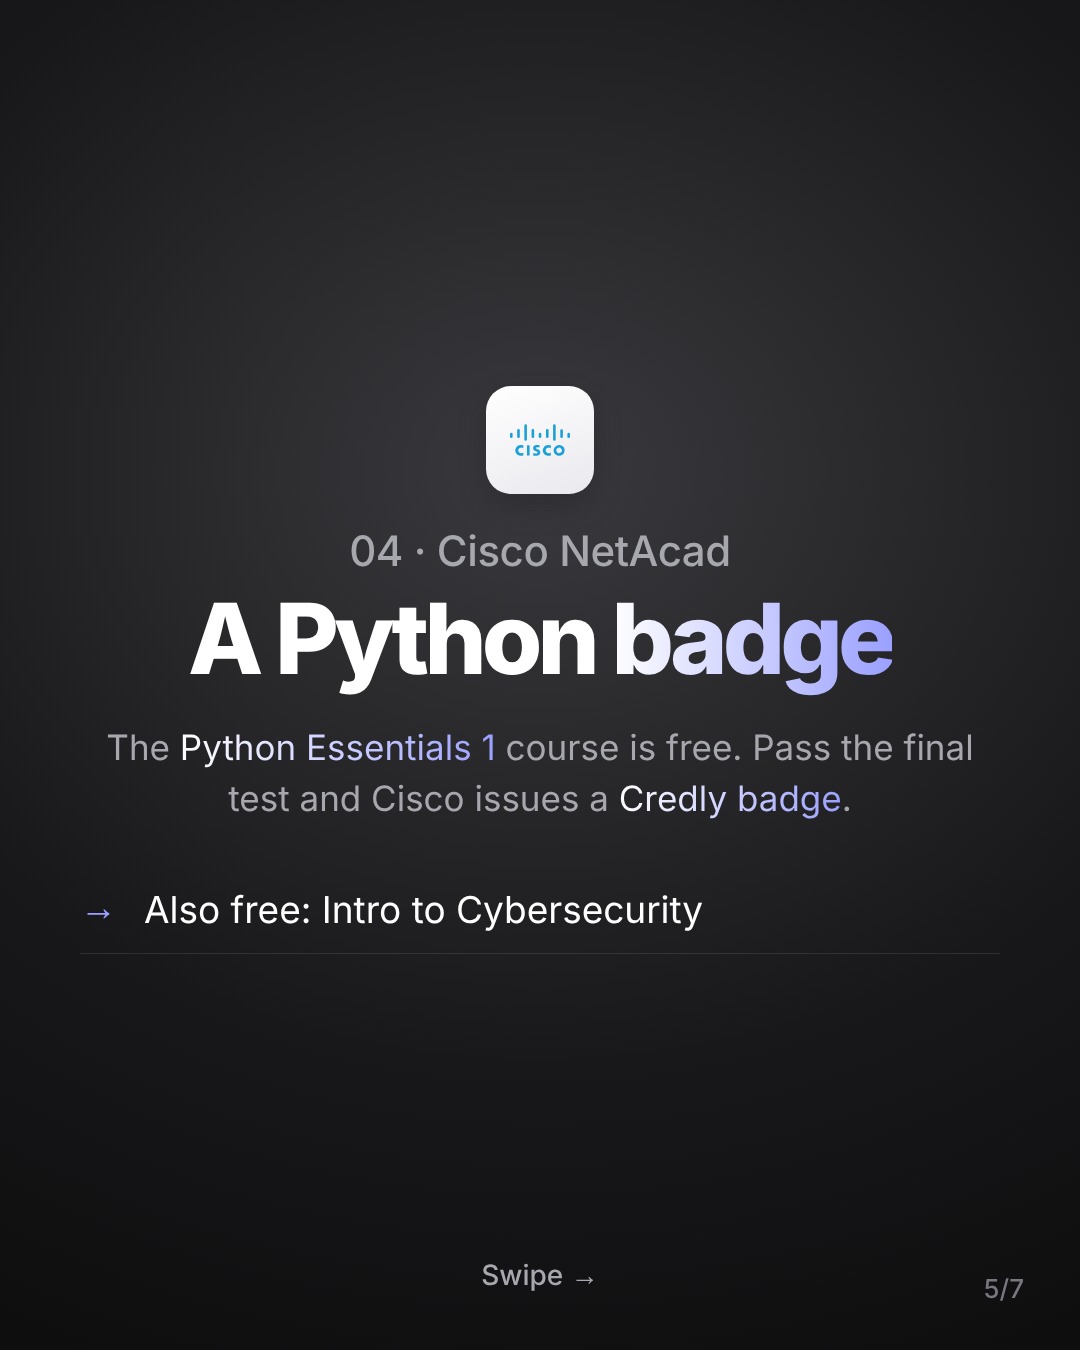 CISCO
04 · Cisco NetAcad
A Python badge
The Python Essentials 1 course is free. Pass the final
test and Cisco issues a Credly badge.
→ Also free: Intro to Cybersecurity
Swipe →
5/7